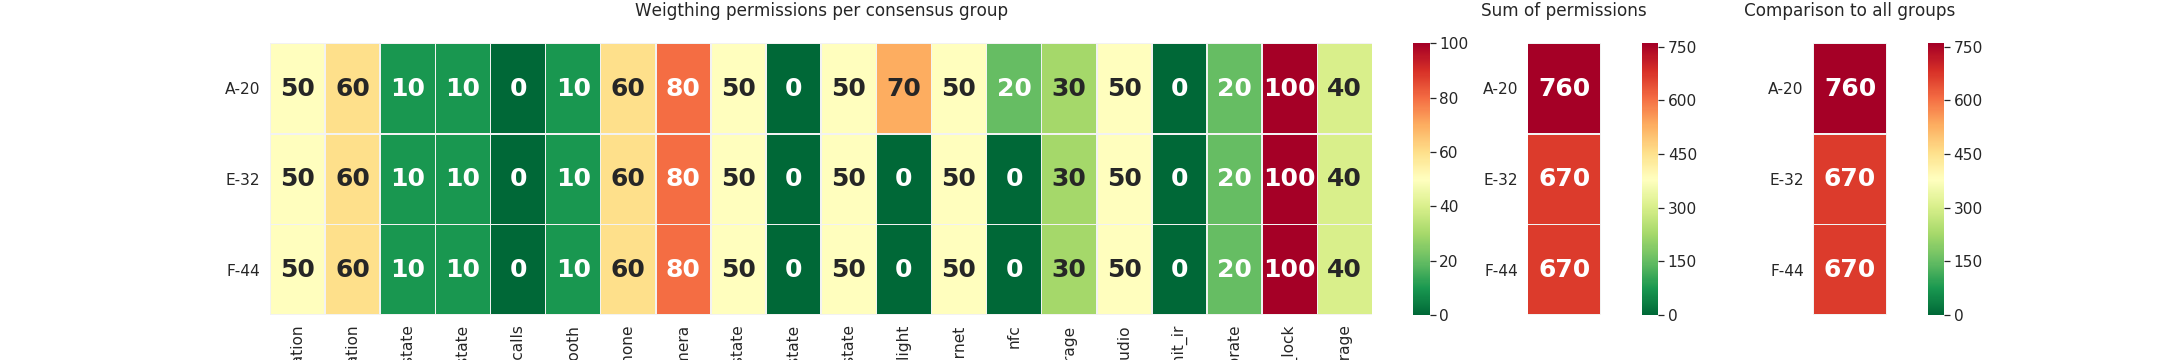 Weigthing permissions per consensus group
Sum of permissions
Comparison to all groups
A-20 50 60 10 10 0 10 60 80 50 0 50 70 50 20 30 50 0 20 100 40
E-32 50 60 10 10 0 10 60 80 50 0 50 0 50 0 30 50 0 20 100 40
F-44 50 60 10 10 0 10 60 80 50 0 50 0 50 0 30 50 0 20 100 40
ation
ation
state
state
calls
ooth
hone
mera
state
state
state
light
rnet
nfc
rage
udio
nit_ir
orate
_lock
rage
100
80
60
40
20
0
A-20 760
E-32 670
F-44 670
750
600
450
300
150
0
A-20 760
E-32 670
F-44 670
750
600
450
300
150
0